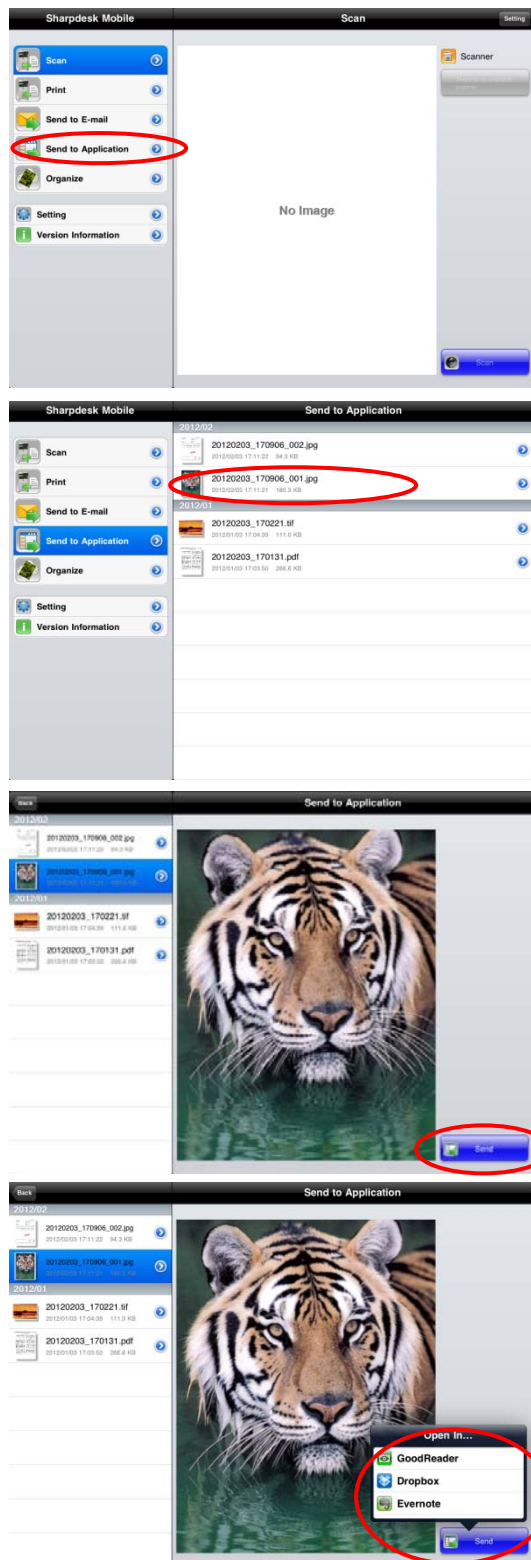 Sharpdesk Mobile
Scan
Setting
Scan
Print
Send to E-mail
Send to Application
Organize
Setting
Version Information
No Image
Scanner
Scan
Sharpdesk Mobile
Send to Application
Scan
Print
Send to E-mail
Send to Application
Organize
Setting
Version Information
2012/02
20120203_170906_002.jpg
2012/02/03 17:11:22 94.3 KB
20120203_170906_001.jpg
2012/02/03 17:11:21 180.3 KB
2012/01
20120203_170221.tif
2012/01/03 17:04:39 111.0 KB
20120203_170131.pdf
2012/01/03 17:03:50 266.6 KB
Back
Send to Application
2012/02
20120203_170906_002.jpg
2012/02/03 17:11:22 94.3 KB
20120203_170906_001.jpg
2012/01
20120203_170221.tif
2012/01/03 17:04:39 111.0 KB
20120203_170131.pdf
2012/01/03 17:03:50 266.6 KB
Send
Back
Send to Application
2012/02
20120203_170906_002.jpg
2012/02/03 17:11:22 94.3 KB
20120203_170906_001.jpg
2012/01
20120203_170221.tif
2012/01/03 17:04:39 111.0 KB
20120203_170131.pdf
2012/01/03 17:03:50 266.6 KB
Open In...
GoodReader
Dropbox
Evernote
Send